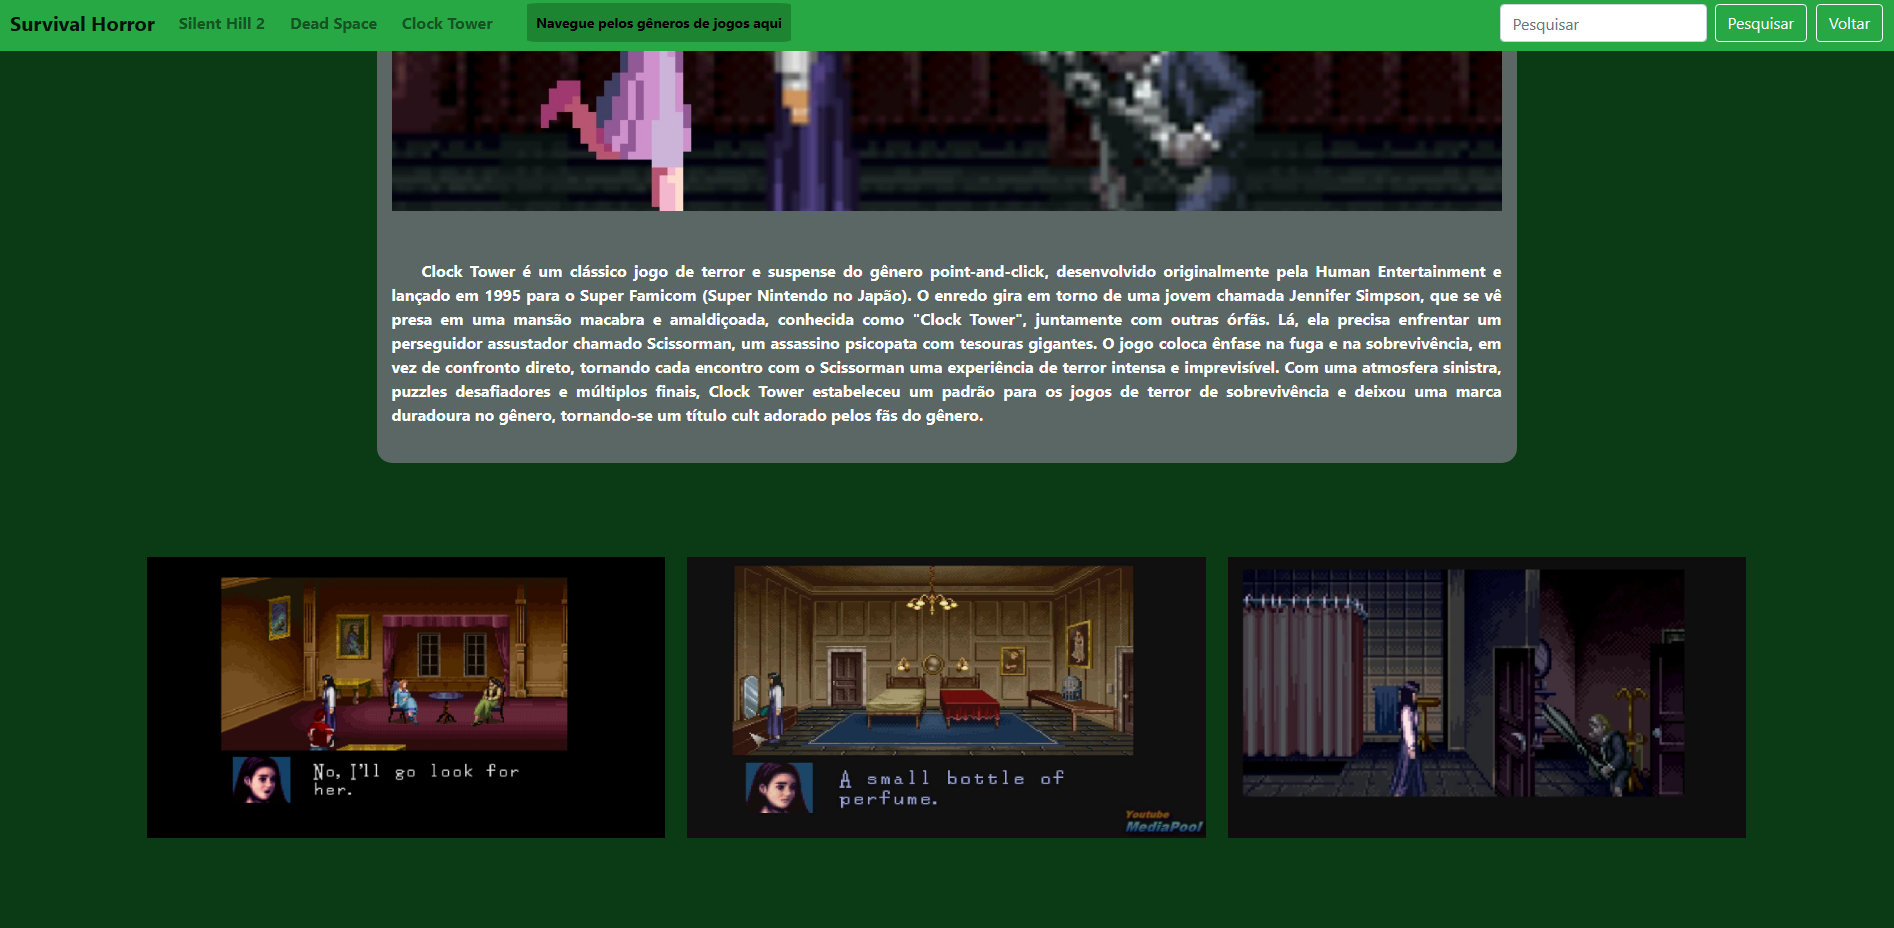 Survival Horror Silent Hill 2 Dead Space Clock Tower Navegue pelos gêneros de jogos aqui Pesquisar Pesquisar Voltar
Clock Tower é um clássico jogo de terror e suspense do gênero point-and-click, desenvolvido originalmente pela Human Entertainment e
lançado em 1995 para o Super Famicom (Super Nintendo no Japão). O enredo gira em torno de uma jovem chamada Jennifer Simpson, que se vê
presa em uma mansão macabra e amaldiçoada, conhecida como "Clock Tower", juntamente com outras órfãs. Lá, ela precisa enfrentar um
perseguidor assustador chamado Scissorman, um assassino psicopata com tesouras gigantes. O jogo coloca ênfase na fuga e na sobrevivência, em
vez de confronto direto, tornando cada encontro com o Scissorman uma experiência de terror intensa e imprevisível. Com uma atmosfera sinistra,
puzzles desafiadores e múltiplos finais, Clock Tower estabeleceu um padrão para os jogos de terror de sobrevivência e deixou uma marca
duradoura no gênero, tornando-se um título cult adorado pelos fãs do gênero.
No, I'll go look for
her.
A small bottle of
perfume.
Youtube
MediaPool